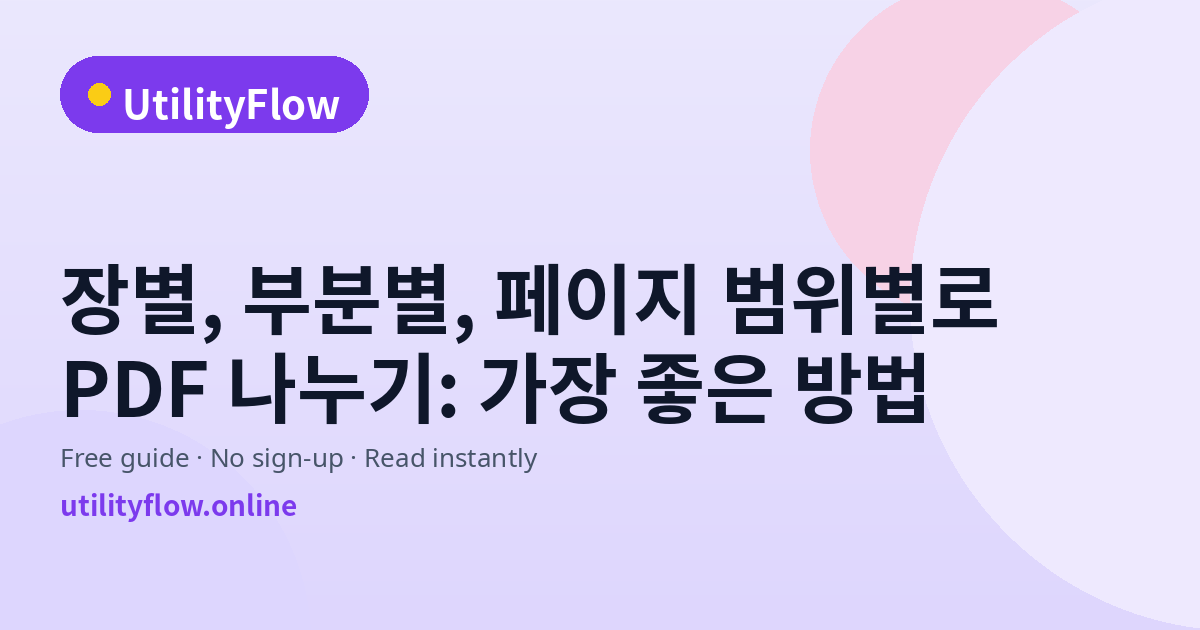 UtilityFlow
장별, 부분별, 페이지 범위별로
PDF 나누기: 가장 좋은 방법
Free guide · No sign-up · Read instantly
utilityflow.online